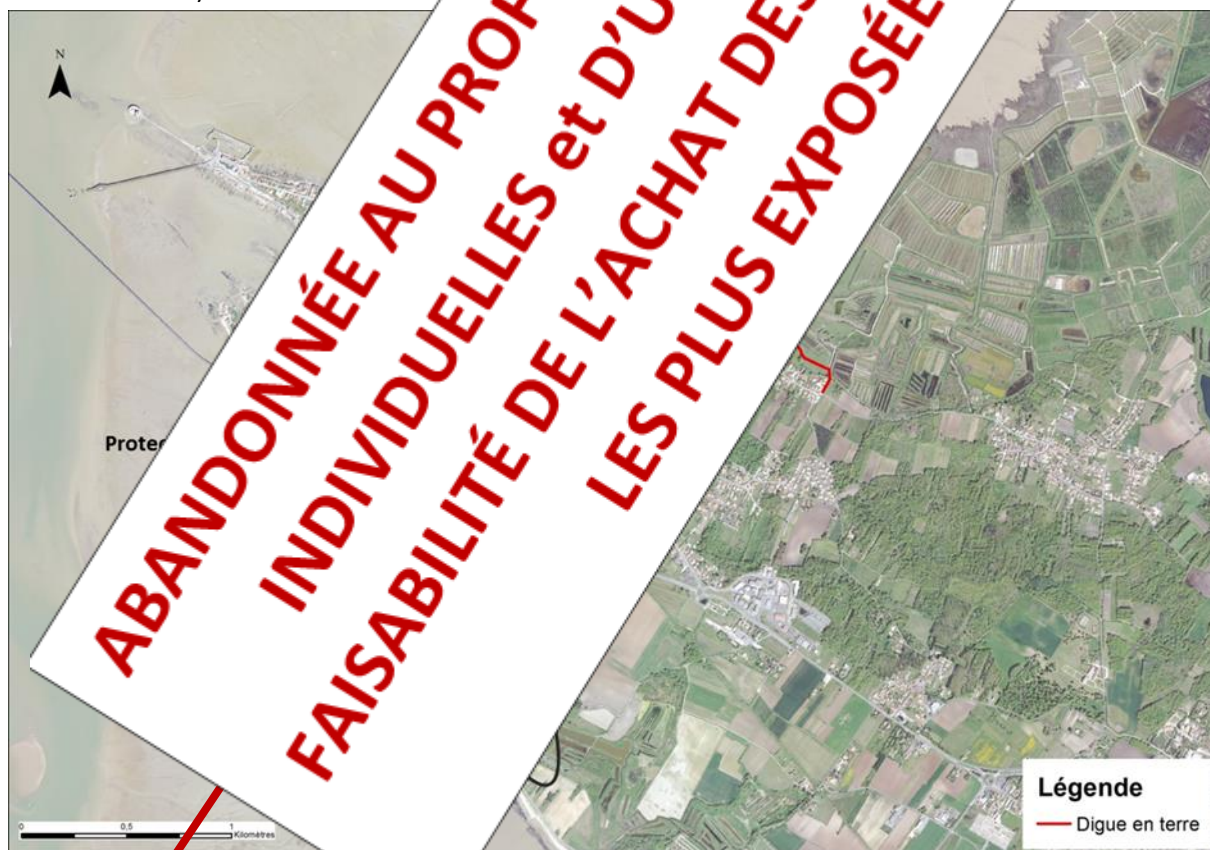 N
ABANDONNÉE AU PROF
INDIVIDUELLES et D'U
FAISABILITÉ DE L'ACHAT DES
LES PLUS EXPOSÉE
Protec
Légende
Digue en terre
0 0,5 1
Kilomètres